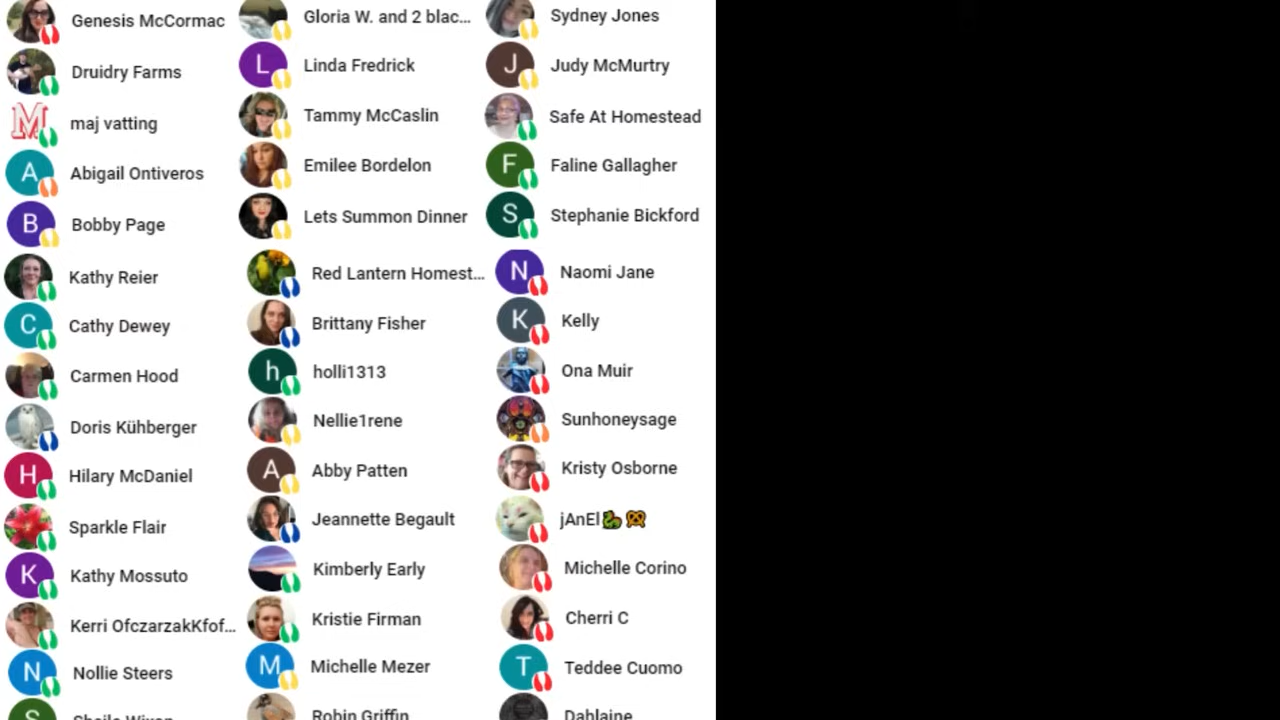 Genesis McCormac
Druidry Farms
M
maj vatting
A
Abigail Ontiveros
B
Bobby Page
Kathy Reier
C
Cathy Dewey
Carmen Hood
Doris Kühberger
H
Hilary McDaniel
Sparkle Flair
K
Kathy Mossuto
Kerri OfczarzakKfof...
N
Nollie Steers
S
Sheila Wixon
Gloria W. and 2 blac...
L
Linda Fredrick
Tammy McCaslin
Emilee Bordelon
Lets Summon Dinner
Red Lantern Homest...
Brittany Fisher
h
holli1313
Nellie1rene
A
Abby Patten
Jeannette Begault
Kimberly Early
Kristie Firman
M
Michelle Mezer
Robin Griffin
Sydney Jones
J
Judy McMurtry
Safe At Homestead
F
Faline Gallagher
S
Stephanie Bickford
N
Naomi Jane
K
Kelly
Ona Muir
Sunhoneysage
Kristy Osborne
jAnEl🐍🥨
Michelle Corino
Cherri C
T
Teddee Cuomo
Dahlaine